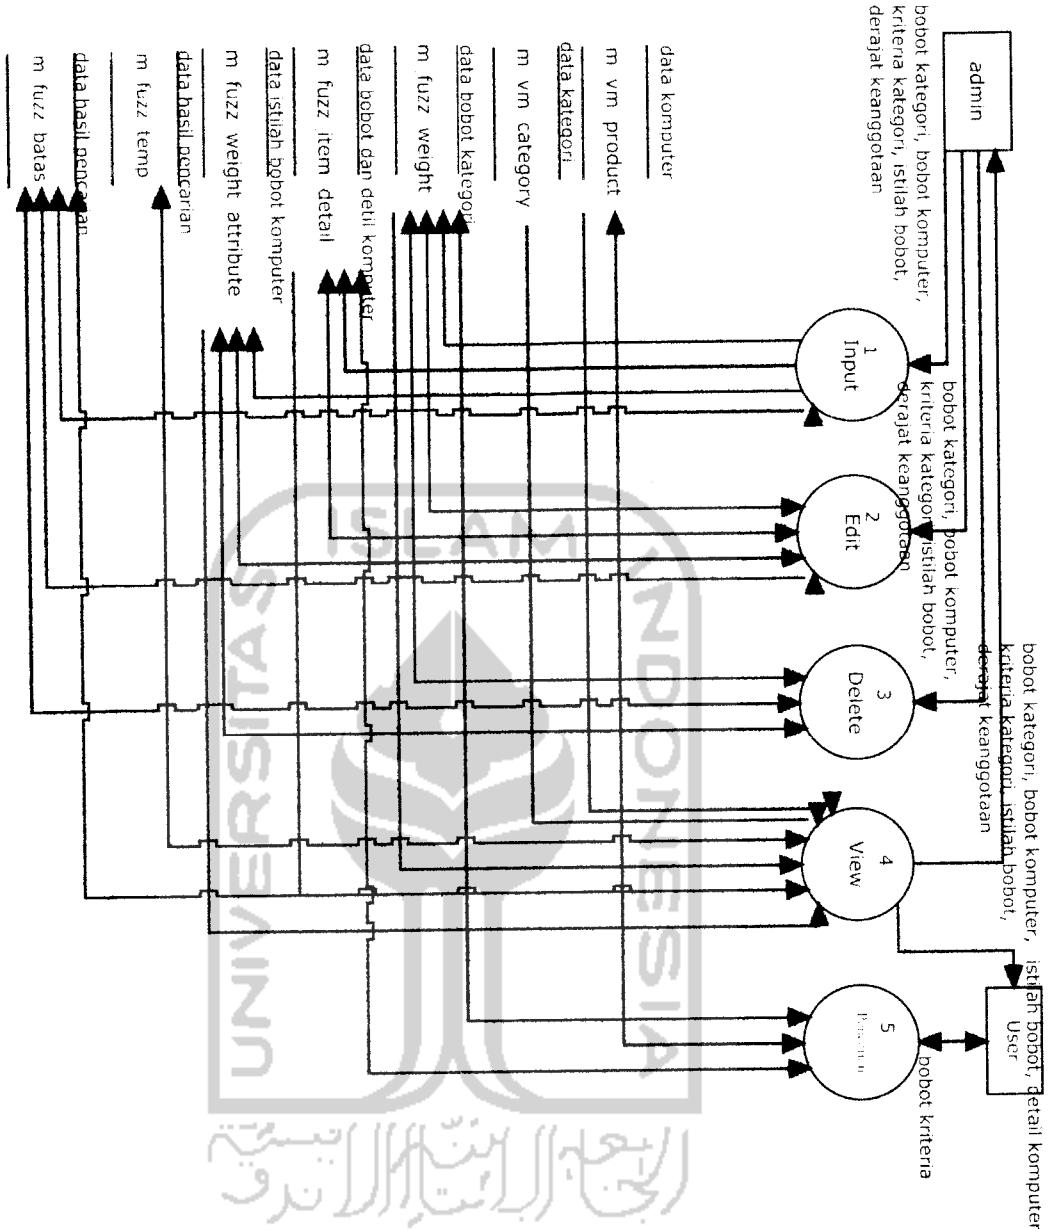 admin
bobot kategori, bobot komputer,
kriteria kategori, istilah bobot,
derajat keanggotaan
1
Input
bobot kategori, bobot komputer,
kriteria kategori, istilah bobot,
derajat keanggotaan
2
Edit
bobot kategori, bobot komputer,
kriteria kategori, istilah bobot,
derajat keanggotaan
3
Delete
4
View
istilah bobot, detail komputer
User
5
bobot kriteria
data komputer
m vm product
data kategori
m vm category
data bobot kategori
m fuzz weight
data bobot dan detil komputer
m fuzz item detail
data istilah bobot komputer
m fuzz weight attribute
data hasil pencarian
m fuzz temp
data hasil pencarian
m fuzz batas
UNIVERSITAS
ISLAM
INDONESIA